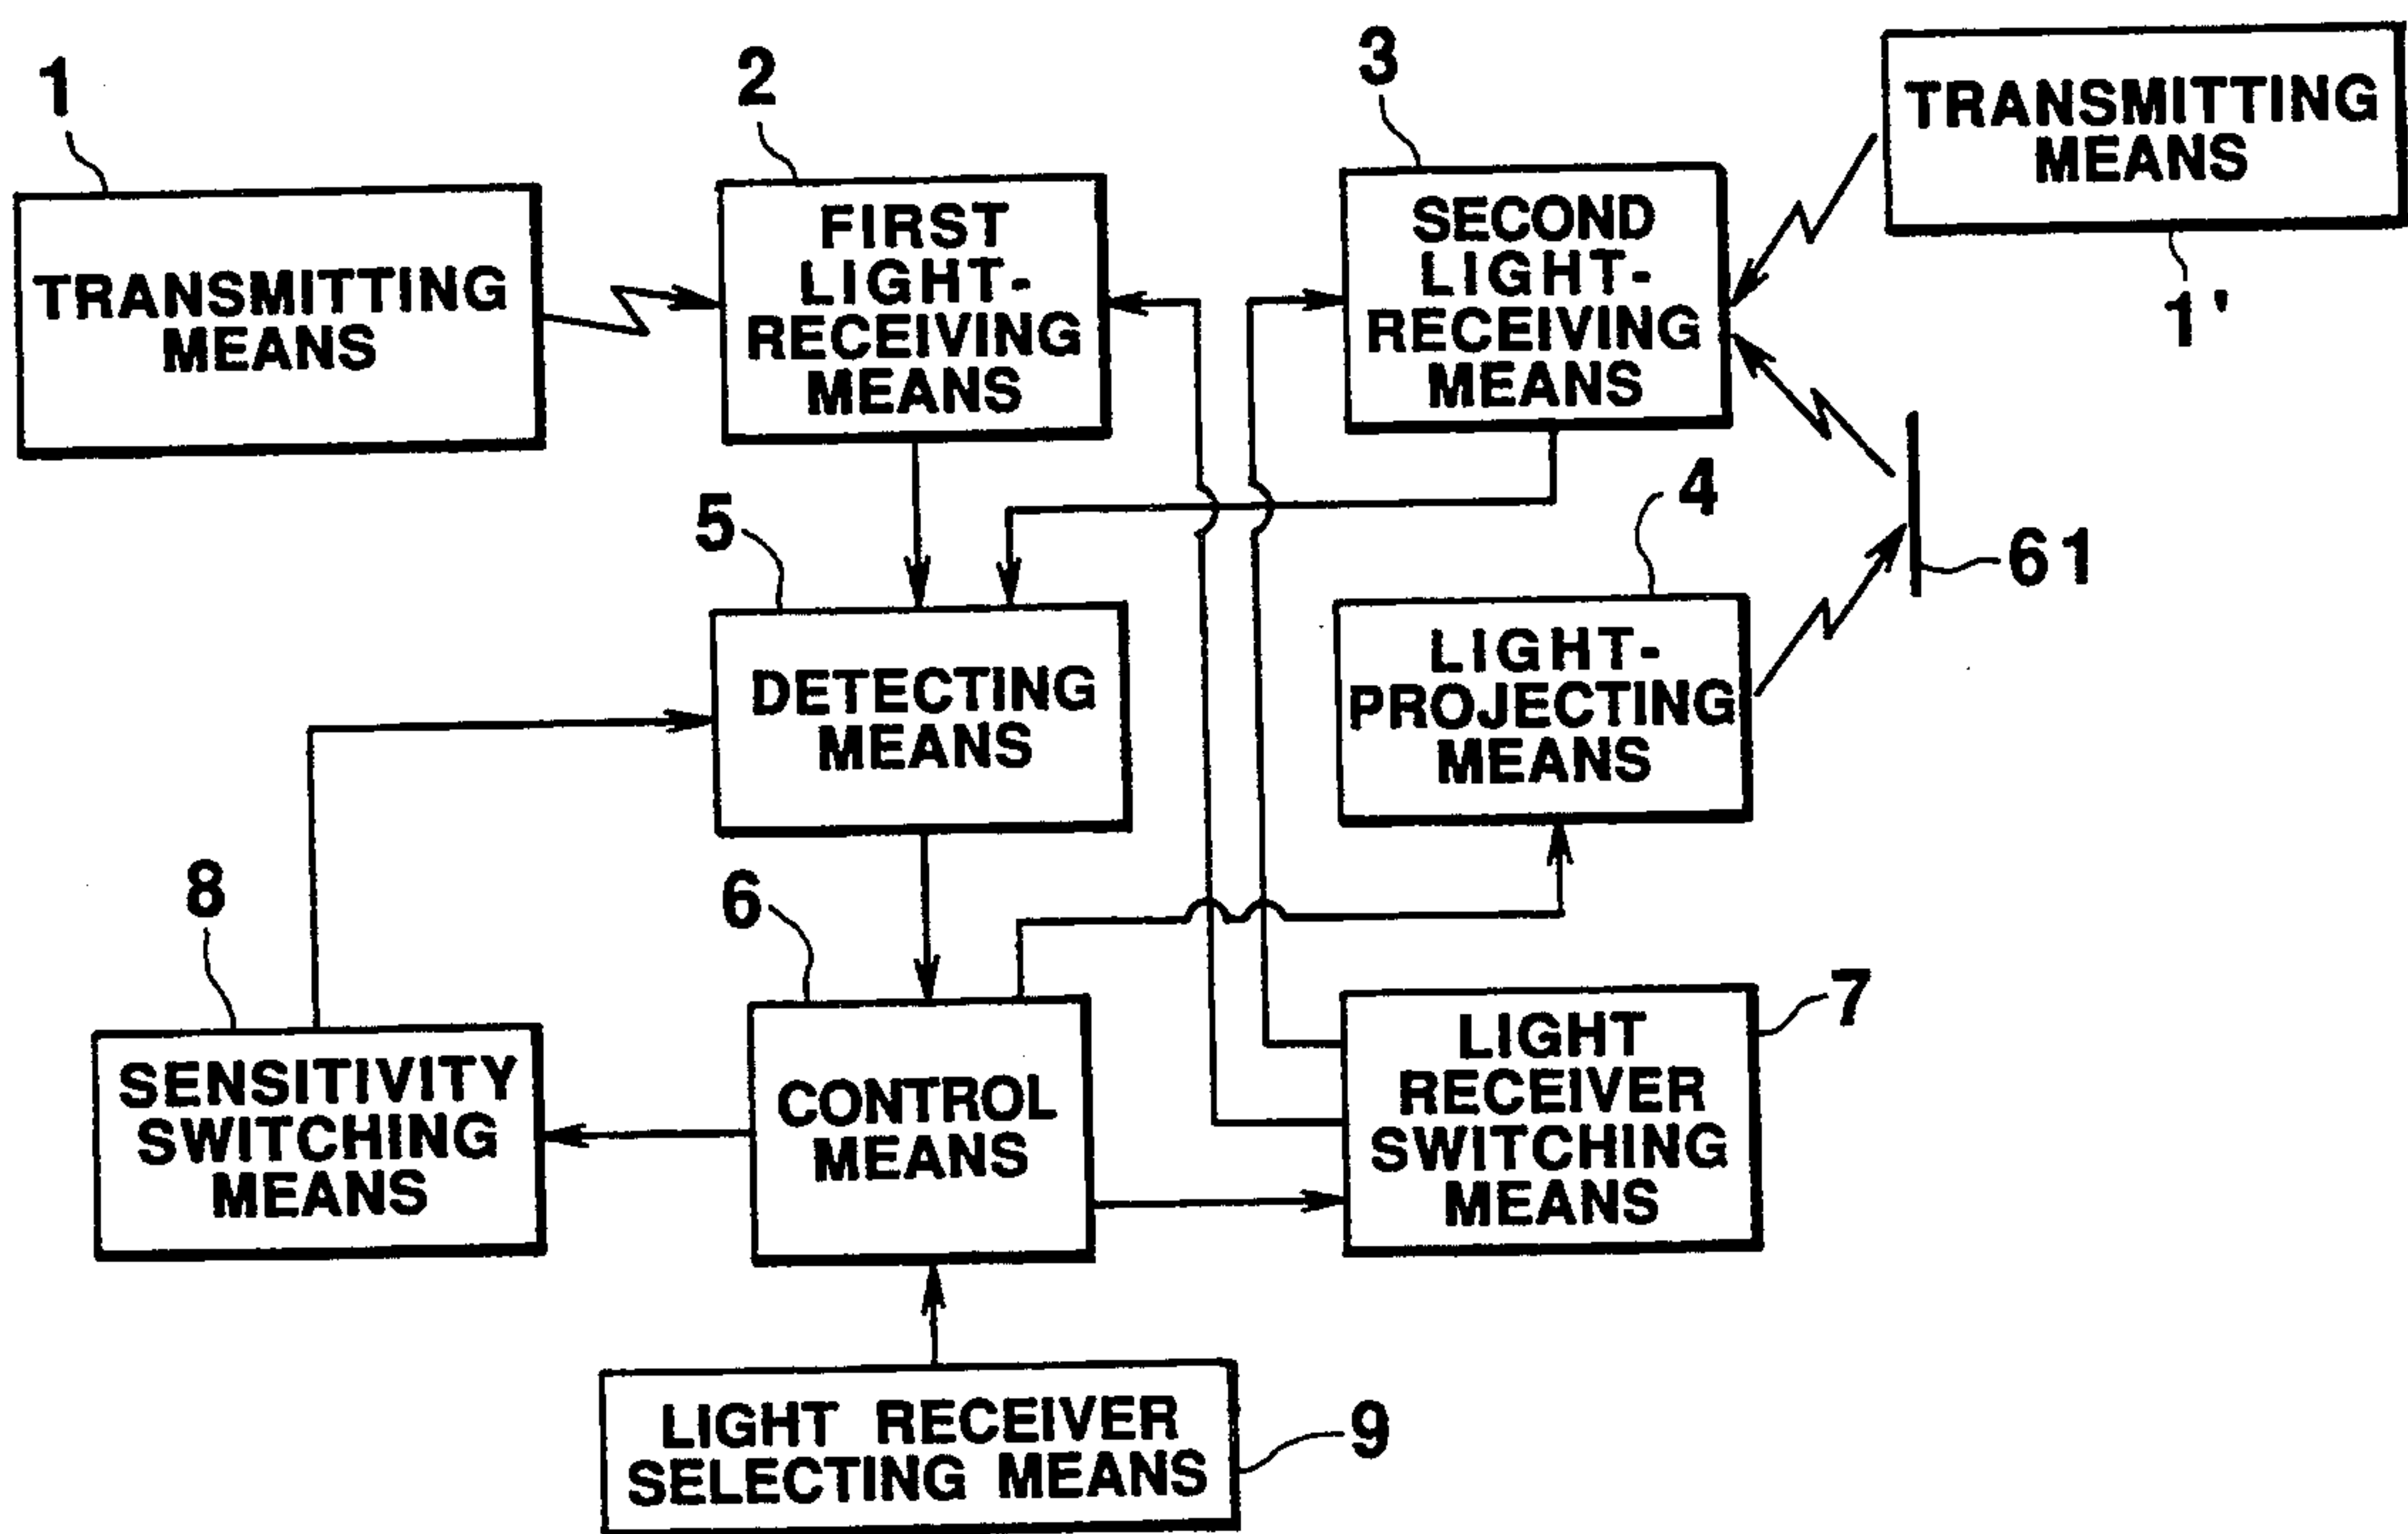 1
TRANSMITTING
MEANS
2
FIRST
LIGHT-
RECEIVING
MEANS
3
SECOND
LIGHT-
RECEIVING
MEANS
TRANSMITTING
MEANS
1'
61
4
LIGHT-
PROJECTING
MEANS
5
DETECTING
MEANS
8
SENSITIVITY
SWITCHING
MEANS
6
CONTROL
MEANS
7
LIGHT
RECEIVER
SWITCHING
MEANS
LIGHT RECEIVER
SELECTING MEANS
9